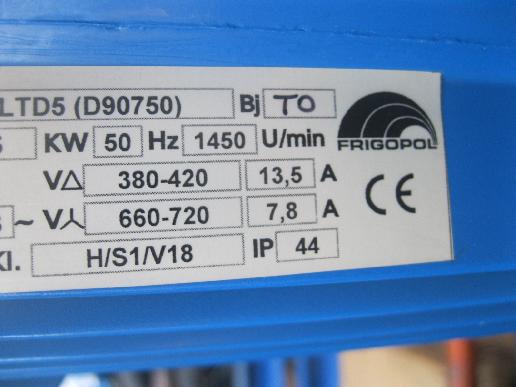 LTD5 (D90750) Bj TO
KW 50 Hz 1450 U/min
FRIGOPOL
V△ 380-420 13,5 A
~ V⅄ 660-720 7,8 A
CE
Kl. H/S1/V18 IP 44